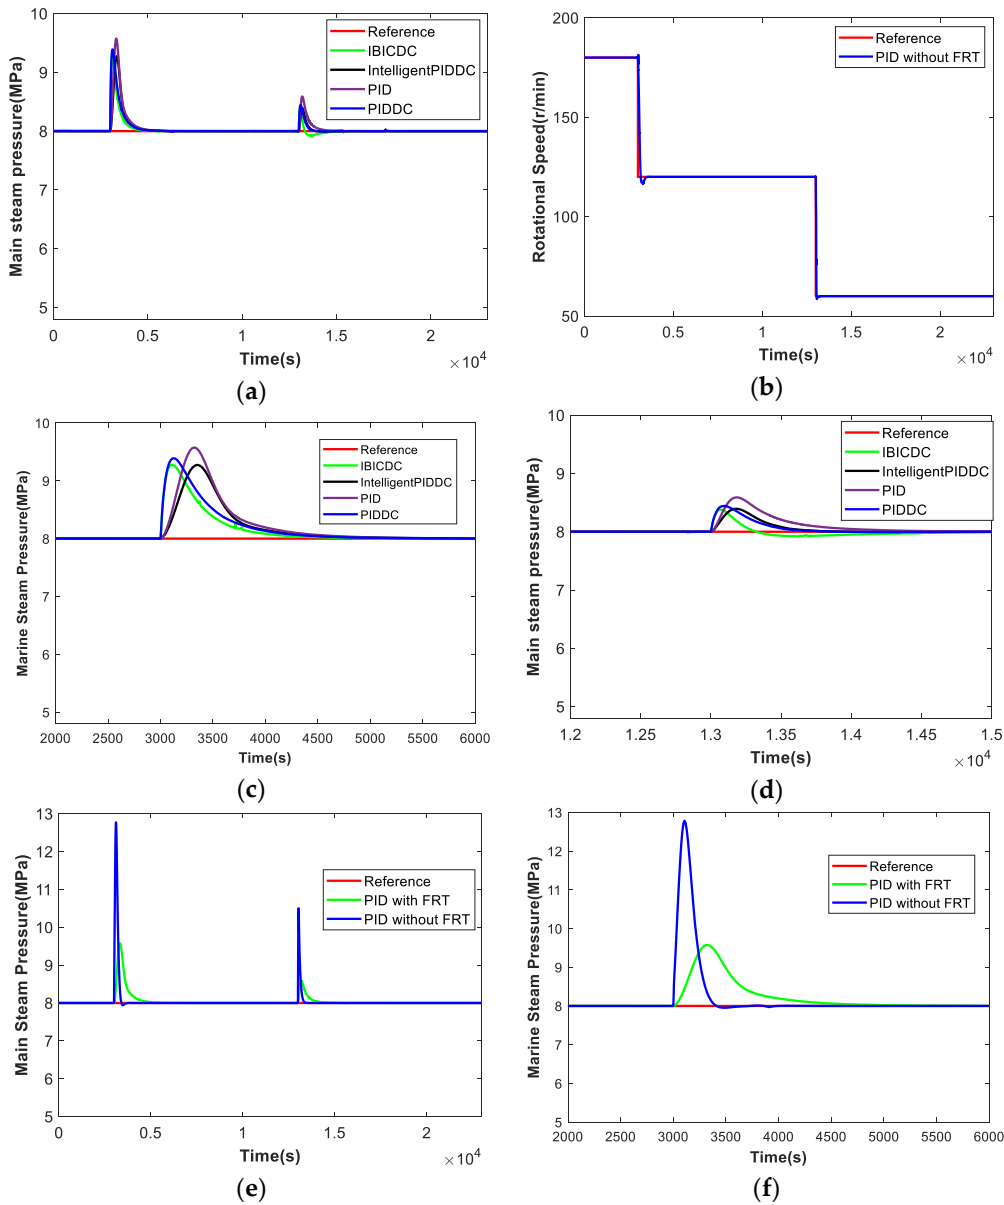 10
9
8
7
6
5
Main steam pressure(MPa)
Reference
IBICDC
IntelligentPIDDC
PID
PIDDC
0
0.5
1
1.5
2
Time(s)
×10^4
(a)
200
150
100
50
Rotational Speed(r/min)
Reference
PID without FRT
0
0.5
1
1.5
2
Time(s)
×10^4
(b)
10
9
8
7
6
5
Marine Steam Pressure(MPa)
Reference
IBICDC
IntelligentPIDDC
PID
PIDDC
2000 2500 3000 3500 4000 4500 5000 5500 6000
Time(s)
(c)
10
9
8
7
6
5
Main steam pressure(MPa)
Reference
IBICDC
IntelligentPIDDC
PID
PIDDC
1.2 1.25 1.3 1.35 1.4 1.45 1.5
Time(s)
×10^4
(d)
13
12
11
10
9
8
7
6
5
Main Steam Pressure(MPa)
Reference
PID with FRT
PID without FRT
0 0.5 1 1.5 2
Time(s)
×10^4
(e)
13
12
11
10
9
8
7
6
5
Marine Steam Pressure(MPa)
Reference
PID with FRT
PID without FRT
2000 2500 3000 3500 4000 4500 5000 5500 6000
Time(s)
(f)